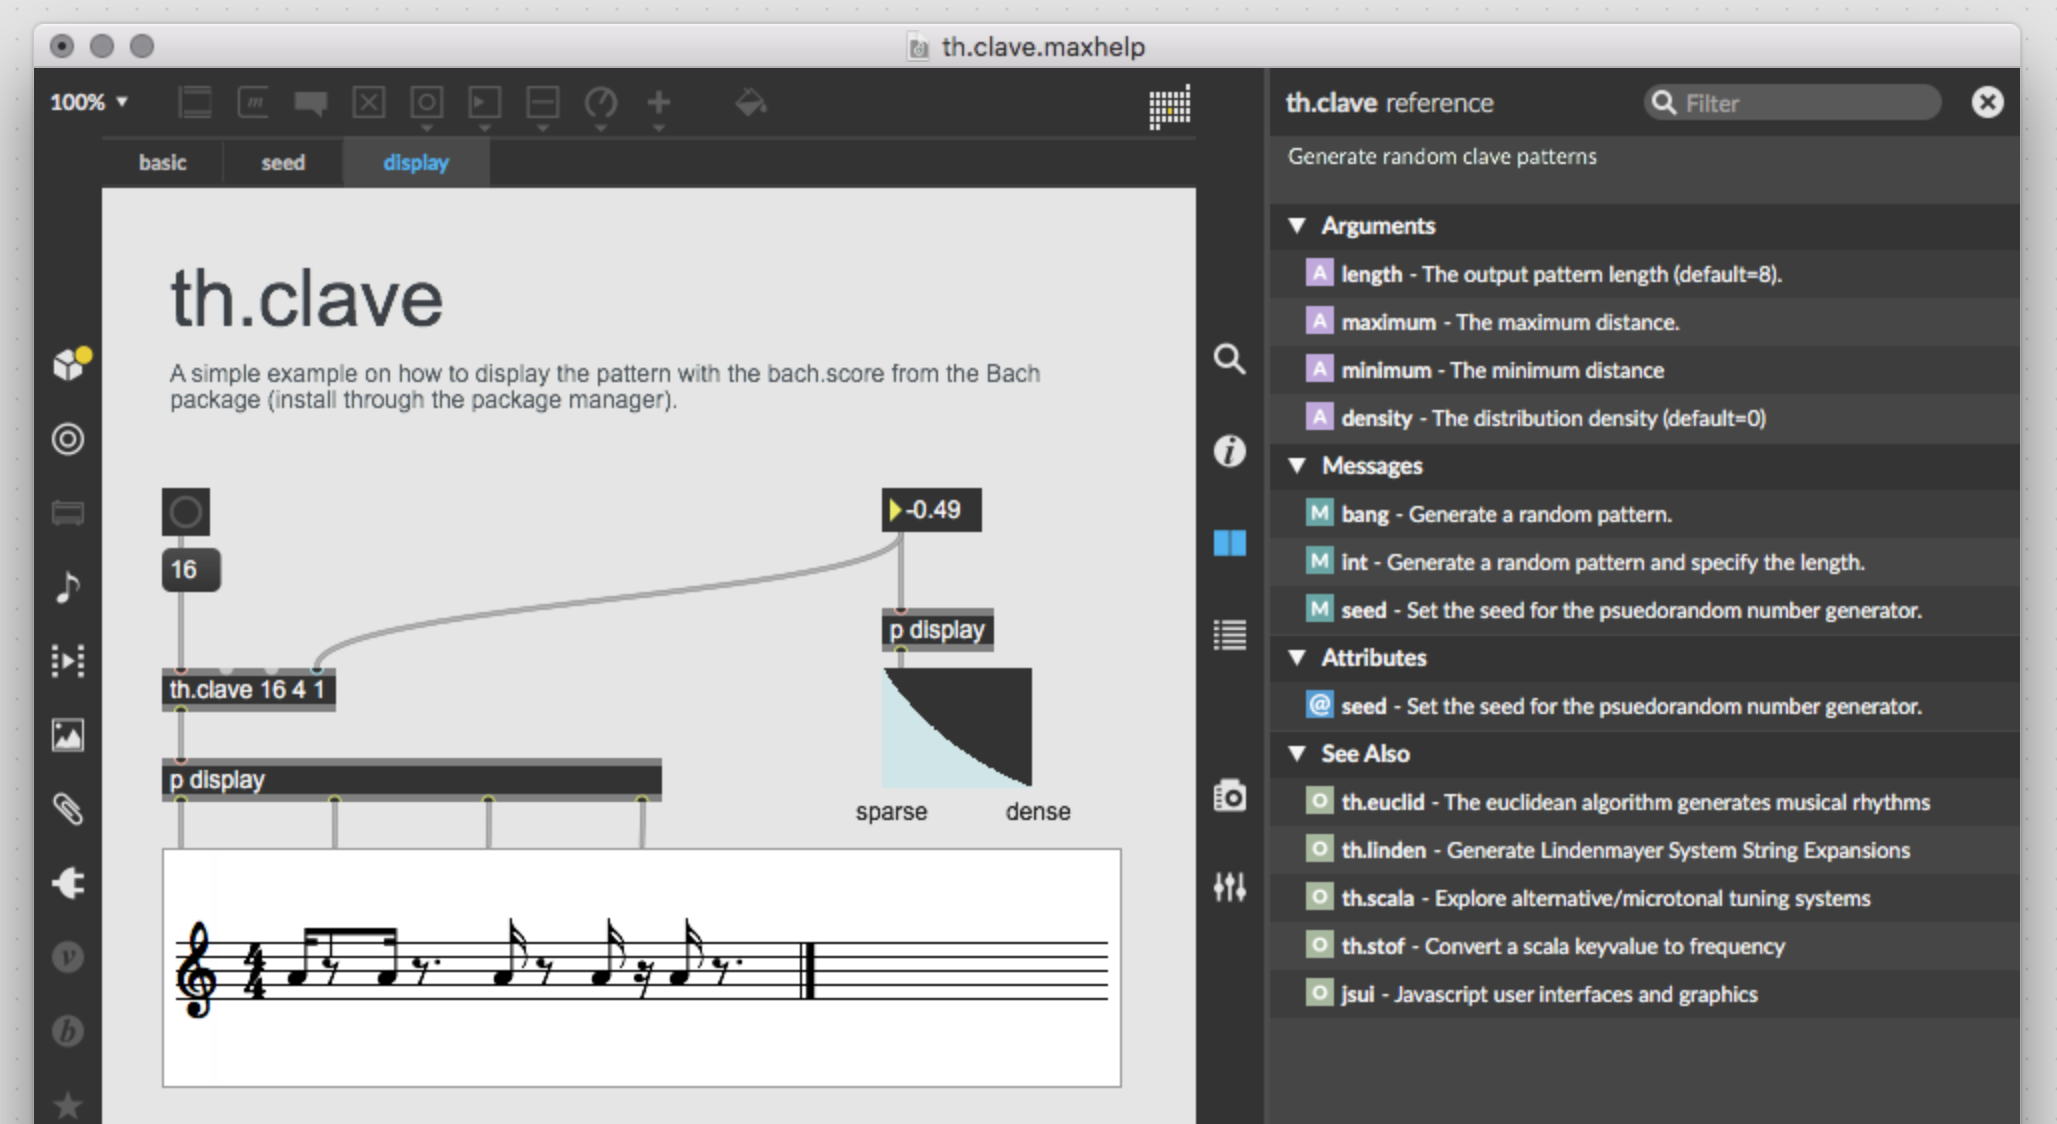 th.clave.maxhelp
100%
basic
seed
display
th.clave
A simple example on how to display the pattern with the bach.score from the Bach
package (install through the package manager).
16
-0.49
th.clave 16 4 1
p display
p display
sparse
dense
th.clave reference
Filter
Generate random clave patterns
Arguments
A length - The output pattern length (default=8).
A maximum - The maximum distance.
A minimum - The minimum distance
A density - The distribution density (default=0)
Messages
M bang - Generate a random pattern.
M int - Generate a random pattern and specify the length.
M seed - Set the seed for the psuedorandom number generator.
Attributes
@ seed - Set the seed for the psuedorandom number generator.
See Also
O th.euclid - The euclidean algorithm generates musical rhythms
O th.linden - Generate Lindenmayer System String Expansions
O th.scala - Explore alternative/microtonal tuning systems
O th.stof - Convert a scala keyvalue to frequency
O jsui - Javascript user interfaces and graphics